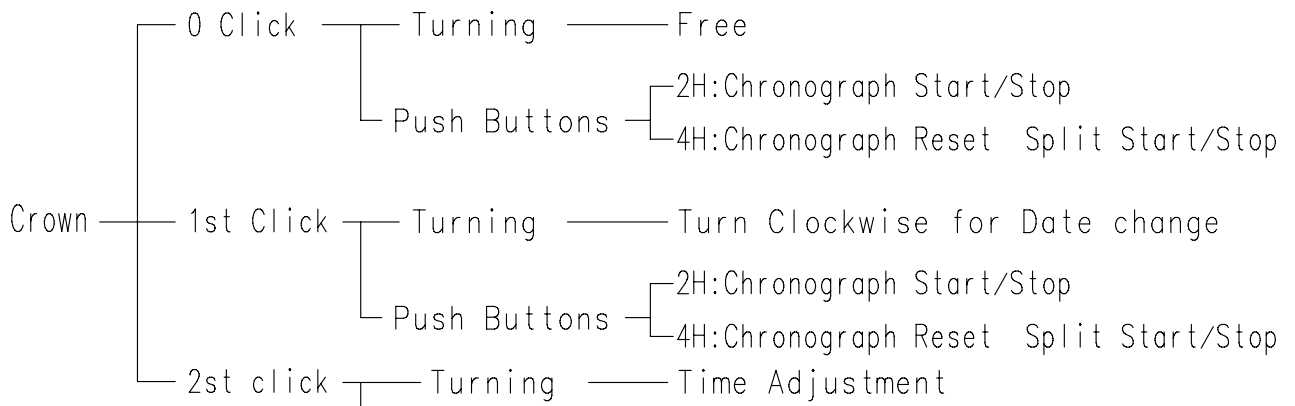 0 Click Turning Free
2H:Chronograph Start/Stop
Push Buttons
4H:Chronograph Reset Split Start/Stop
Crown 1st Click Turning Turn Clockwise for Date change
2H:Chronograph Start/Stop
Push Buttons
4H:Chronograph Reset Split Start/Stop
2st click Turning Time Adjustment